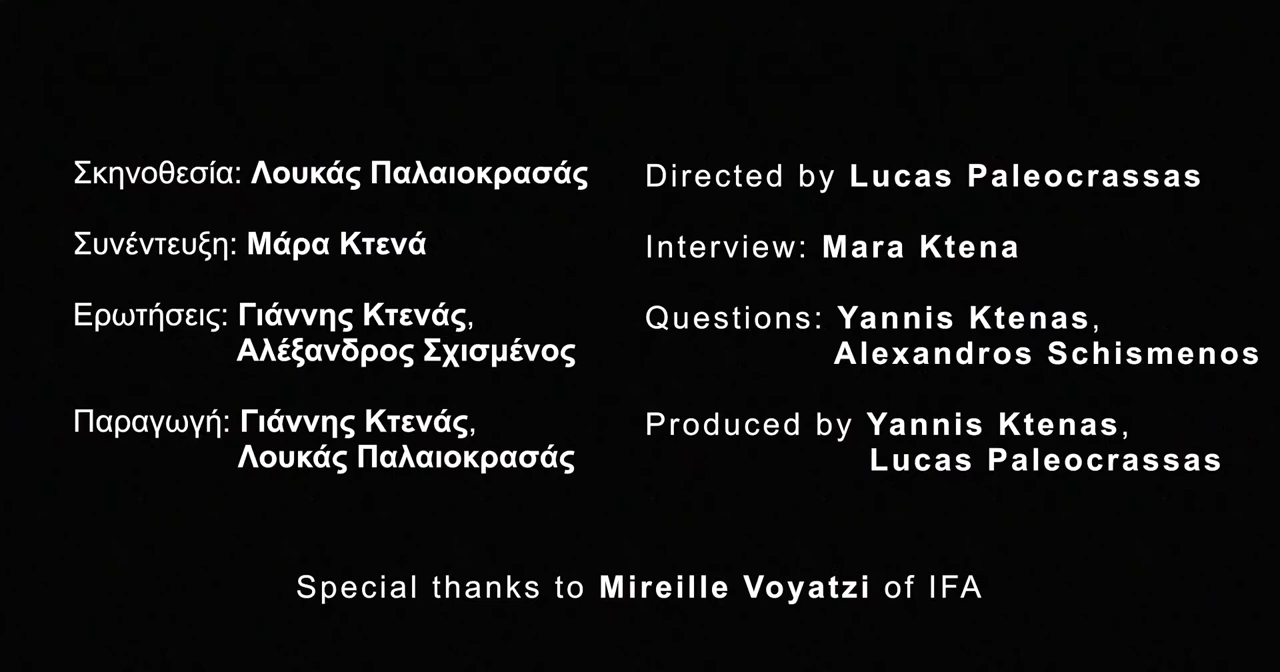 Σκηνοθεσία: Λουκάς Παλαιοκρασάς
Συνέντευξη: Μάρα Κτενά
Ερωτήσεις: Γιάννης Κτενάς,
Αλέξανδρος Σχισμένος
Παραγωγή: Γιάννης Κτενάς,
Λουκάς Παλαιοκρασάς
Directed by Lucas Paleocrassas
Interview: Mara Ktena
Questions: Yannis Ktenas,
Alexandros Schismenos
Produced by Yannis Ktenas,
Lucas Paleocrassas
Special thanks to Mireille Voyatzi of IFA